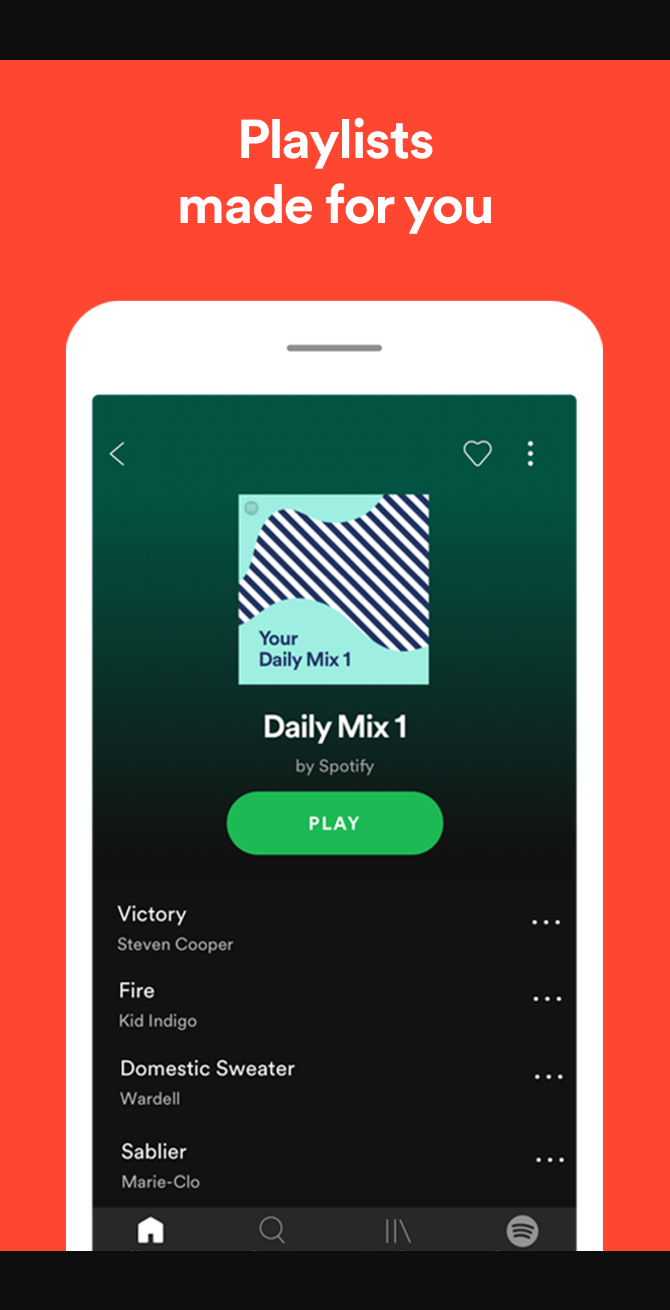 Playlists
made for you
Your
Daily Mix 1
Daily Mix 1
by Spotify
PLAY
Victory
Steven Cooper
Fire
Kid Indigo
Domestic Sweater
Wardell
Sablier
Marie-Clo